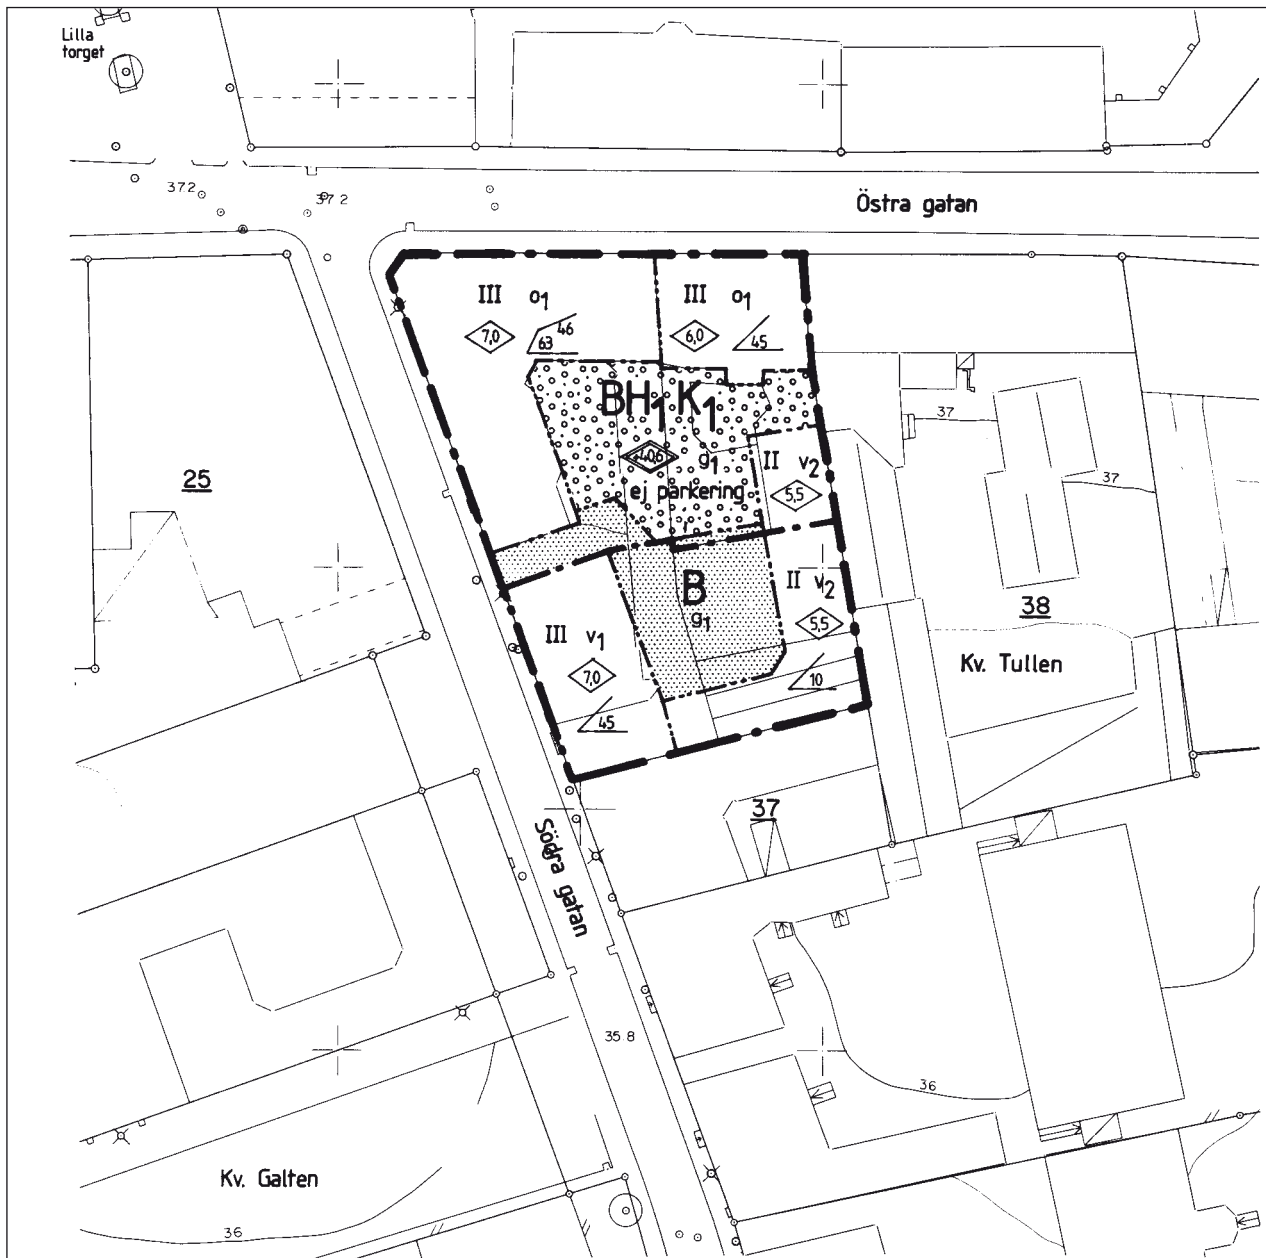 Lilla
torget
37.2
37 2
Östra gatan
III o1
7,0
46
63
III o1
6,0
45
BH1 K1
+40,6
g1
ej parkering
II v2
5,5
25
37
37
38
Kv. Tullen
B
g1
II v2
5,5
10
III v1
7,0
45
37
Södra gatan
35.8
36
Kv. Galten
36